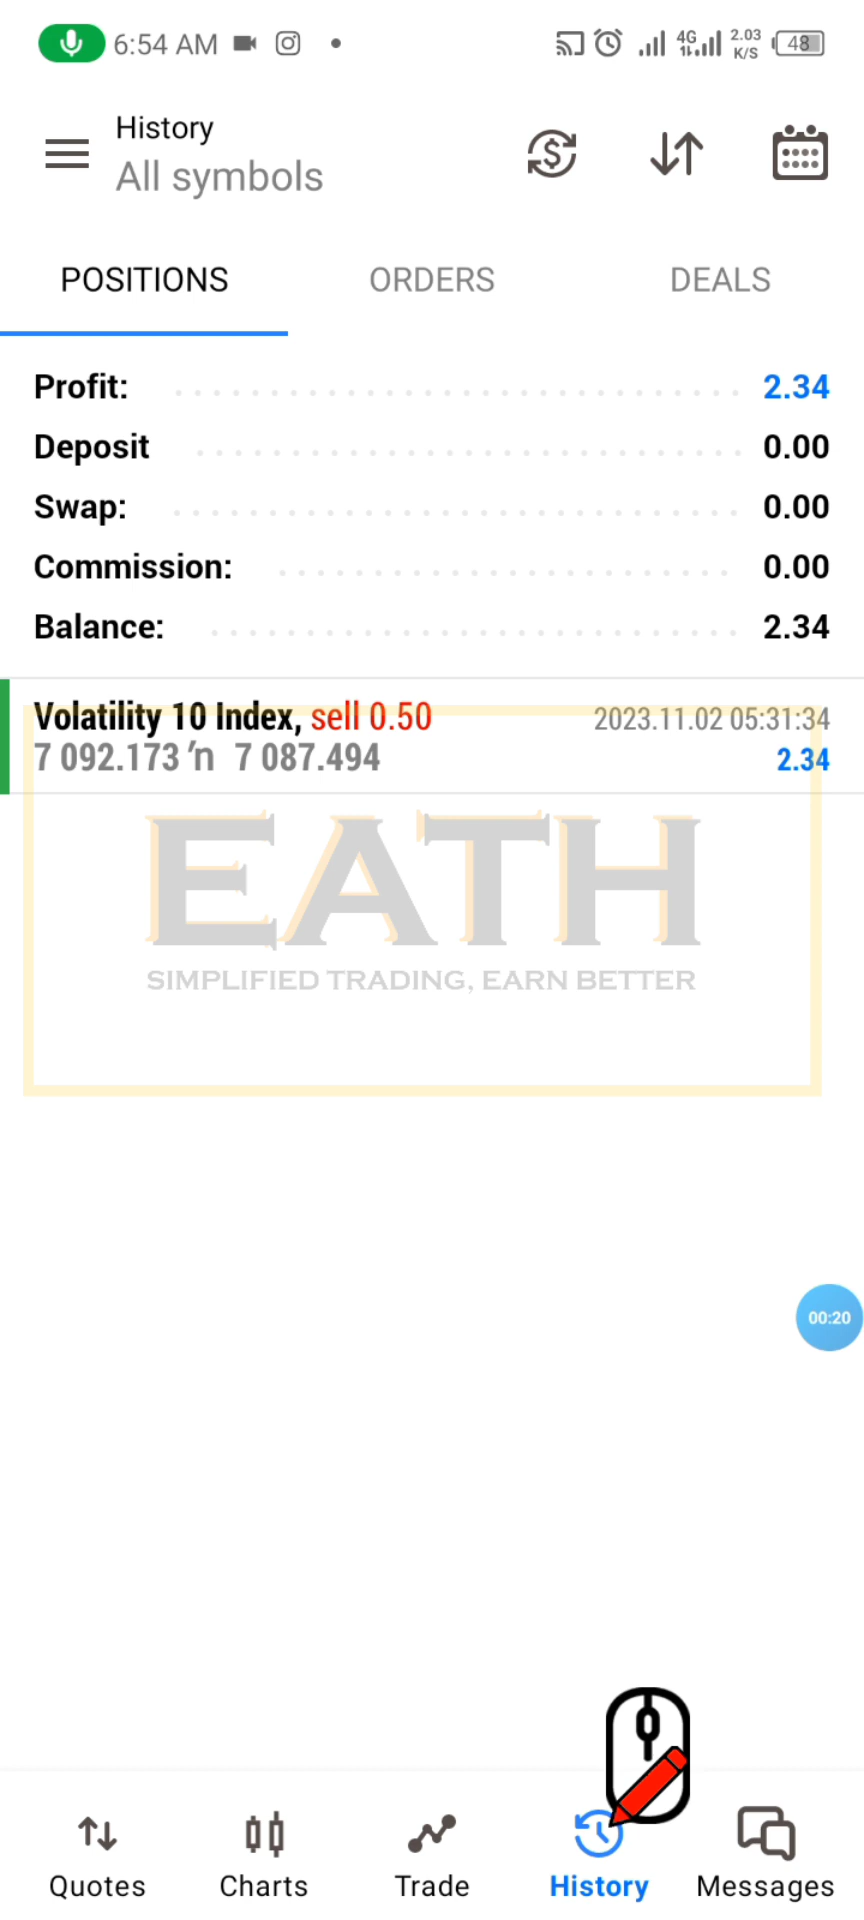 6:54 AM 4G 2.03 K/S 48
History
All symbols
POSITIONS ORDERS DEALS
Profit: 2.34
Deposit 0.00
Swap: 0.00
Commission: 0.00
Balance: 2.34
Volatility 10 Index, sell 0.50 2023.11.02 05:31:34
7 092.173 ’n 7 087.494 2.34
EATH
SIMPLIFIED TRADING, EARN BETTER
00:20
Quotes Charts Trade History Messages